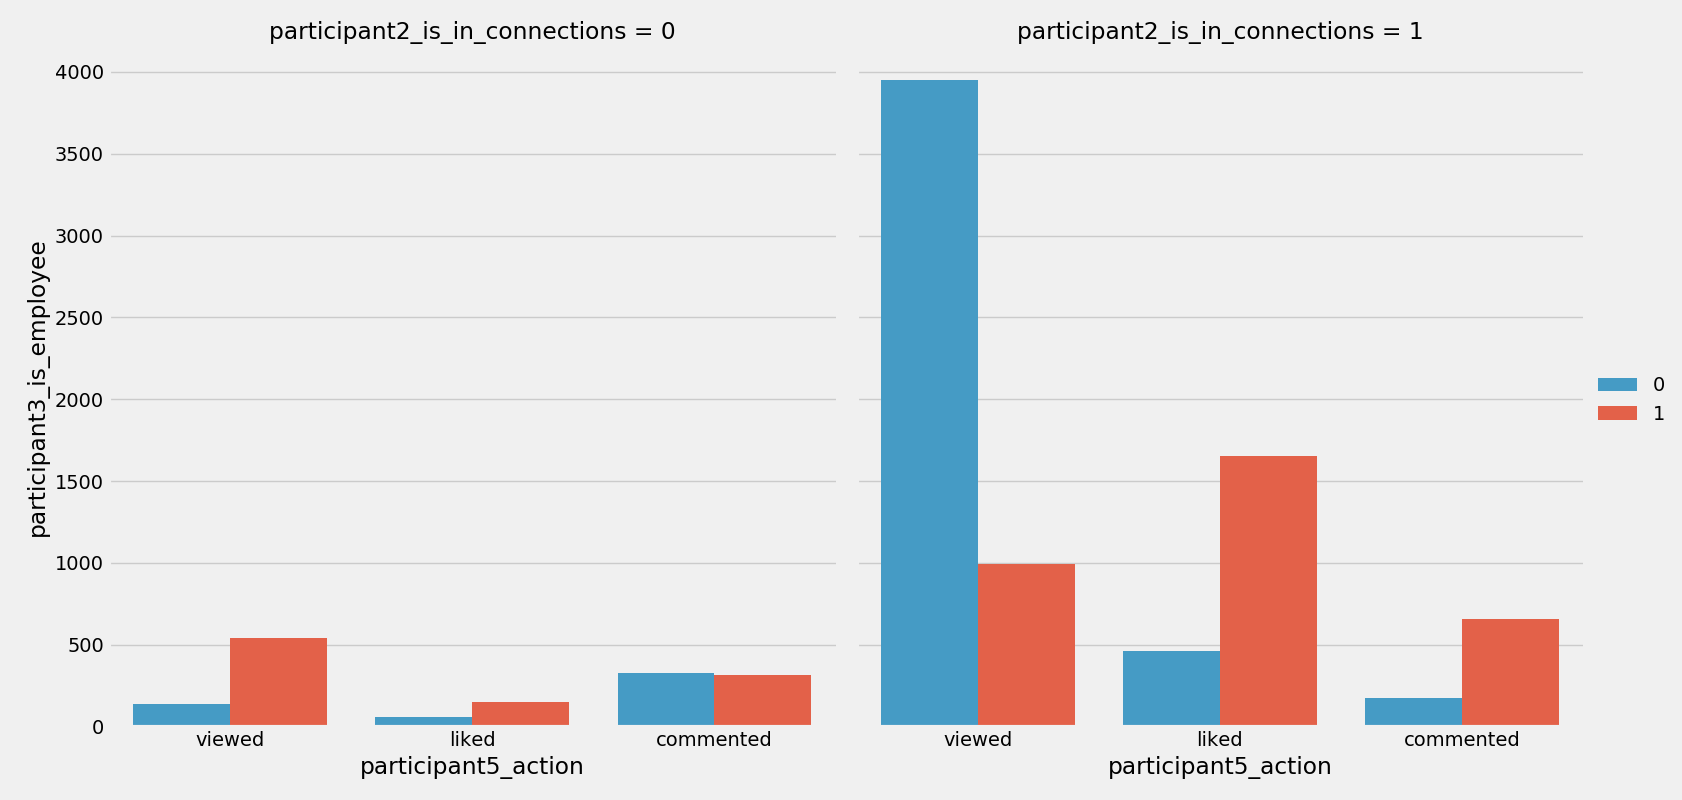 participant2_is_in_connections = 0
participant2_is_in_connections = 1
participant3_is_employee
4000
3500
3000
2500
2000
1500
1000
500
0
viewed liked commented
viewed liked commented
participant5_action
participant5_action
0
1